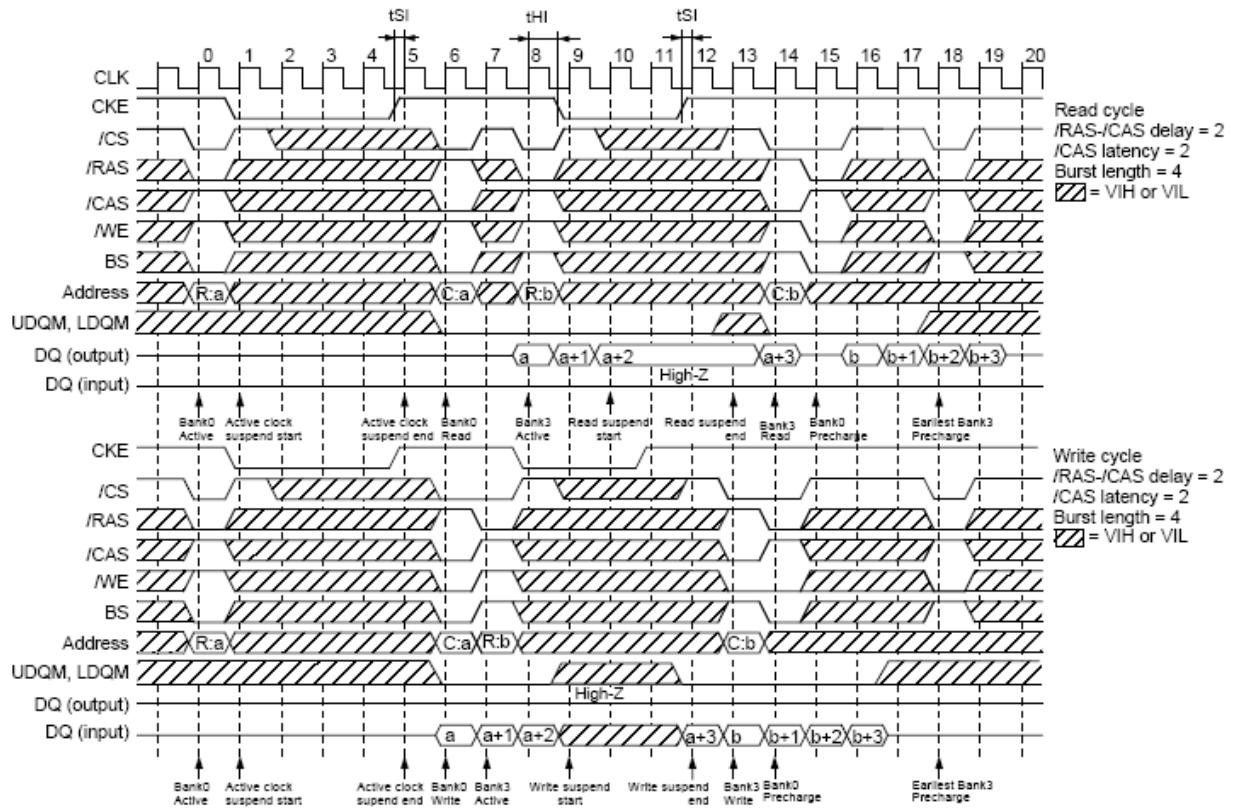 tSI tHI tSI
0 1 2 3 4 5 6 7 8 9 10 11 12 13 14 15 16 17 18 19 20
CLK
CKE
/CS
/RAS
/CAS
/WE
BS
Address R:a C:a R:b C:b
UDQM, LDQM
DQ (output) a a+1 a+2 a+3 b b+1 b+2 b+3
High-Z
DQ (input)
Bank0 Active
Active clock suspend start
Active clock suspend end
Bank0 Read
Bank3 Active
Read suspend start
Read suspend end
Bank3 Read
Bank0 Precharge
Earliest Bank3 Precharge
Read cycle
/RAS-/CAS delay = 2
/CAS latency = 2
Burst length = 4
= VIH or VIL
CKE
/CS
/RAS
/CAS
/WE
BS
Address R:a C:a R:b C:b
UDQM, LDQM
High-Z
DQ (output)
DQ (input) a a+1 a+2 a+3 b b+1 b+2 b+3
Bank0 Active
Active clock suspend start
Active clock supend end
Bank0 Write
Bank3 Active
Write suspend start
Write suspend end
Bank3 Write
Bank0 Precharge
Earliest Bank3 Precharge
Write cycle
/RAS-/CAS delay = 2
/CAS latency = 2
Burst length = 4
= VIH or VIL